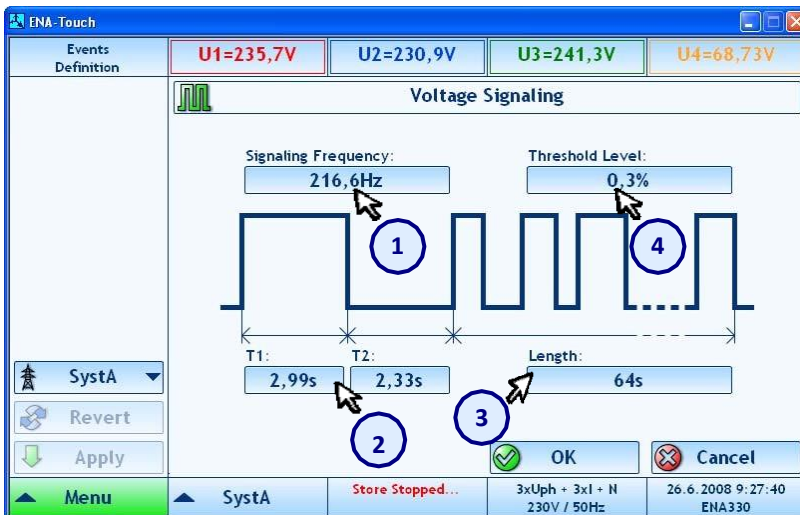 ENA-Touch
Events
Definition
U1=235,7V
U2=230,9V
U3=241,3V
U4=68,73V
Voltage Signaling
Signaling Frequency:
Threshold Level:
216,6Hz
0,3%
1
4
T1:
T2:
Length:
2,99s
2,33s
64s
3
2
SystA
Revert
Apply
OK
Cancel
Menu
SystA
Store Stopped...
3xUph + 3xI + N
230V / 50Hz
26.6.2008 9:27:40
ENA330